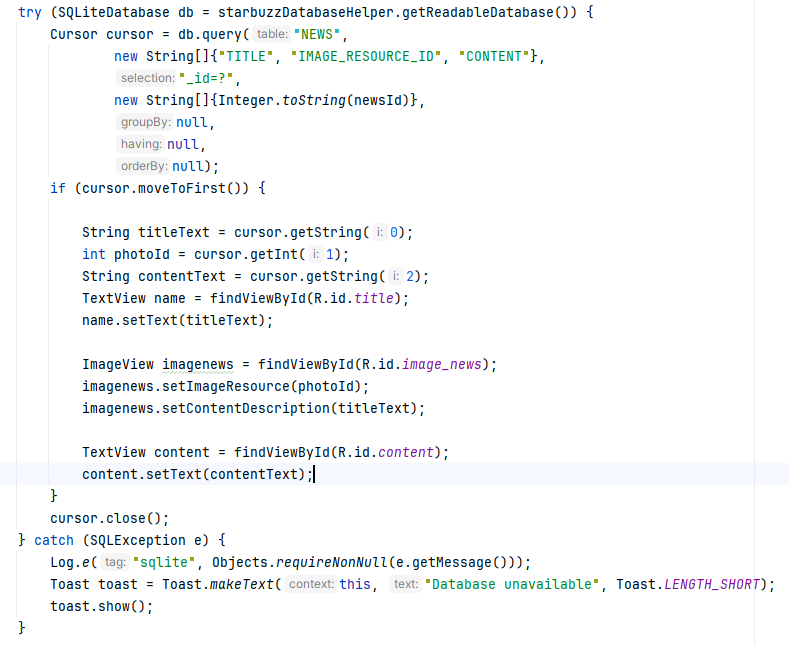 try (SQLiteDatabase db = starbuzzDatabaseHelper.getReadableDatabase()) {
Cursor cursor = db.query( table: "NEWS",
new String[]{"TITLE", "IMAGE_RESOURCE_ID", "CONTENT"},
selection: "_id=?",
new String[]{Integer.toString(newsId)},
groupBy: null,
having: null,
orderBy: null);
if (cursor.moveToFirst()) {
String titleText = cursor.getString( i: 0);
int photoId = cursor.getInt( i: 1);
String contentText = cursor.getString( i: 2);
TextView name = findViewById(R.id.title);
name.setText(titleText);
ImageView imagenews = findViewById(R.id.image_news);
imagenews.setImageResource(photoId);
imagenews.setContentDescription(titleText);
TextView content = findViewById(R.id.content);
content.setText(contentText);
}
cursor.close();
} catch (SQLException e) {
Log.e( tag: "sqlite", Objects.requireNonNull(e.getMessage()));
Toast toast = Toast.makeText( context: this, text: "Database unavailable", Toast.LENGTH_SHORT);
toast.show();
}